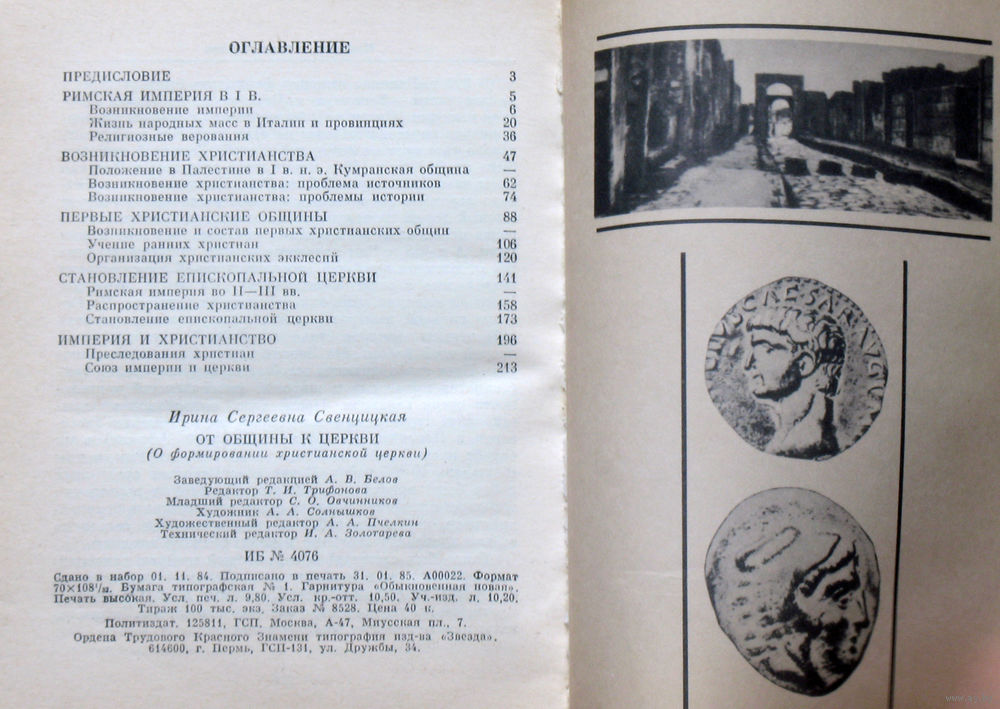 ОГЛАВЛЕНИЕ
ПРЕДИСЛОВИЕ 3
РИМСКАЯ ИМПЕРИЯ В I В. 5
Возникновение империи 6
Жизнь народных масс в Италии и провинциях 20
Религиозные верования 36
ВОЗНИКНОВЕНИЕ ХРИСТИАНСТВА 47
Положение в Палестине в I в. н. э. Кумранская община —
Возникновение христианства: проблема источников 62
Возникновение христианства: проблемы истории 74
ПЕРВЫЕ ХРИСТИАНСКИЕ ОБЩИНЫ 88
Возникновение и состав первых христианских общин —
Учение ранних христиан 106
Организация христианских экклесий 120
СТАНОВЛЕНИЕ ЕПИСКОПАЛЬНОЙ ЦЕРКВИ 141
Римская империя во II—III вв. —
Распространение христианства 158
Становление епископальной церкви 173
ИМПЕРИЯ И ХРИСТИАНСТВО 196
Преследования христиан —
Союз империи и церкви 213
Ирина Сергеевна Свенцицкая
ОТ ОБЩИНЫ К ЦЕРКВИ
(О формировании христианской церкви)
Заведующий редакцией А. В. Белов
Редактор Т. И. Трифонова
Младший редактор С. О. Овчинников
Художник А. А. Солнышков
Художественный редактор А. А. Пчелкин
Технический редактор И. А. Золотарева
ИБ № 4076
Сдано в набор 01. 11. 84. Подписано в печать 31. 01. 85. А00022. Формат
70×108¹/₃₂. Бумага типографская № 1. Гарнитура «Обыкновенная новая».
Печать высокая. Усл. печ. л. 9,80. Усл. кр.-отт. 10,50. Уч.-изд. л. 10,20.
Тираж 100 тыс. экз. Заказ № 8528. Цена 40 к.
Политиздат. 125811, ГСП, Москва, А-47, Миусская пл., 7.
Ордена Трудового Красного Знамени типография изд-ва «Звезда».
614600, г. Пермь, ГСП-131, ул. Дружбы, 34.
CAESAR AVGV